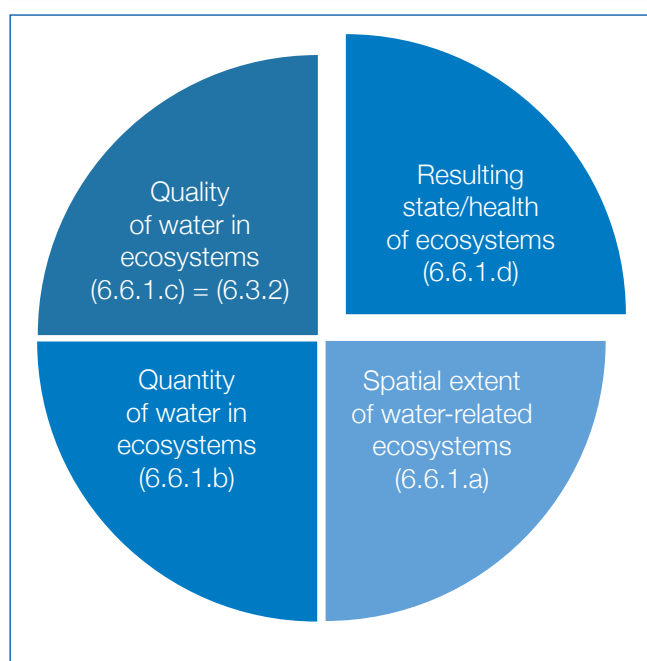 Quality
of water in
ecosystems
(6.6.1.c) = (6.3.2)
Resulting
state/health
of ecosystems
(6.6.1.d)
Quantity
of water in
ecosystems
(6.6.1.b)
Spatial extent
of water-related
ecosystems
(6.6.1.a)